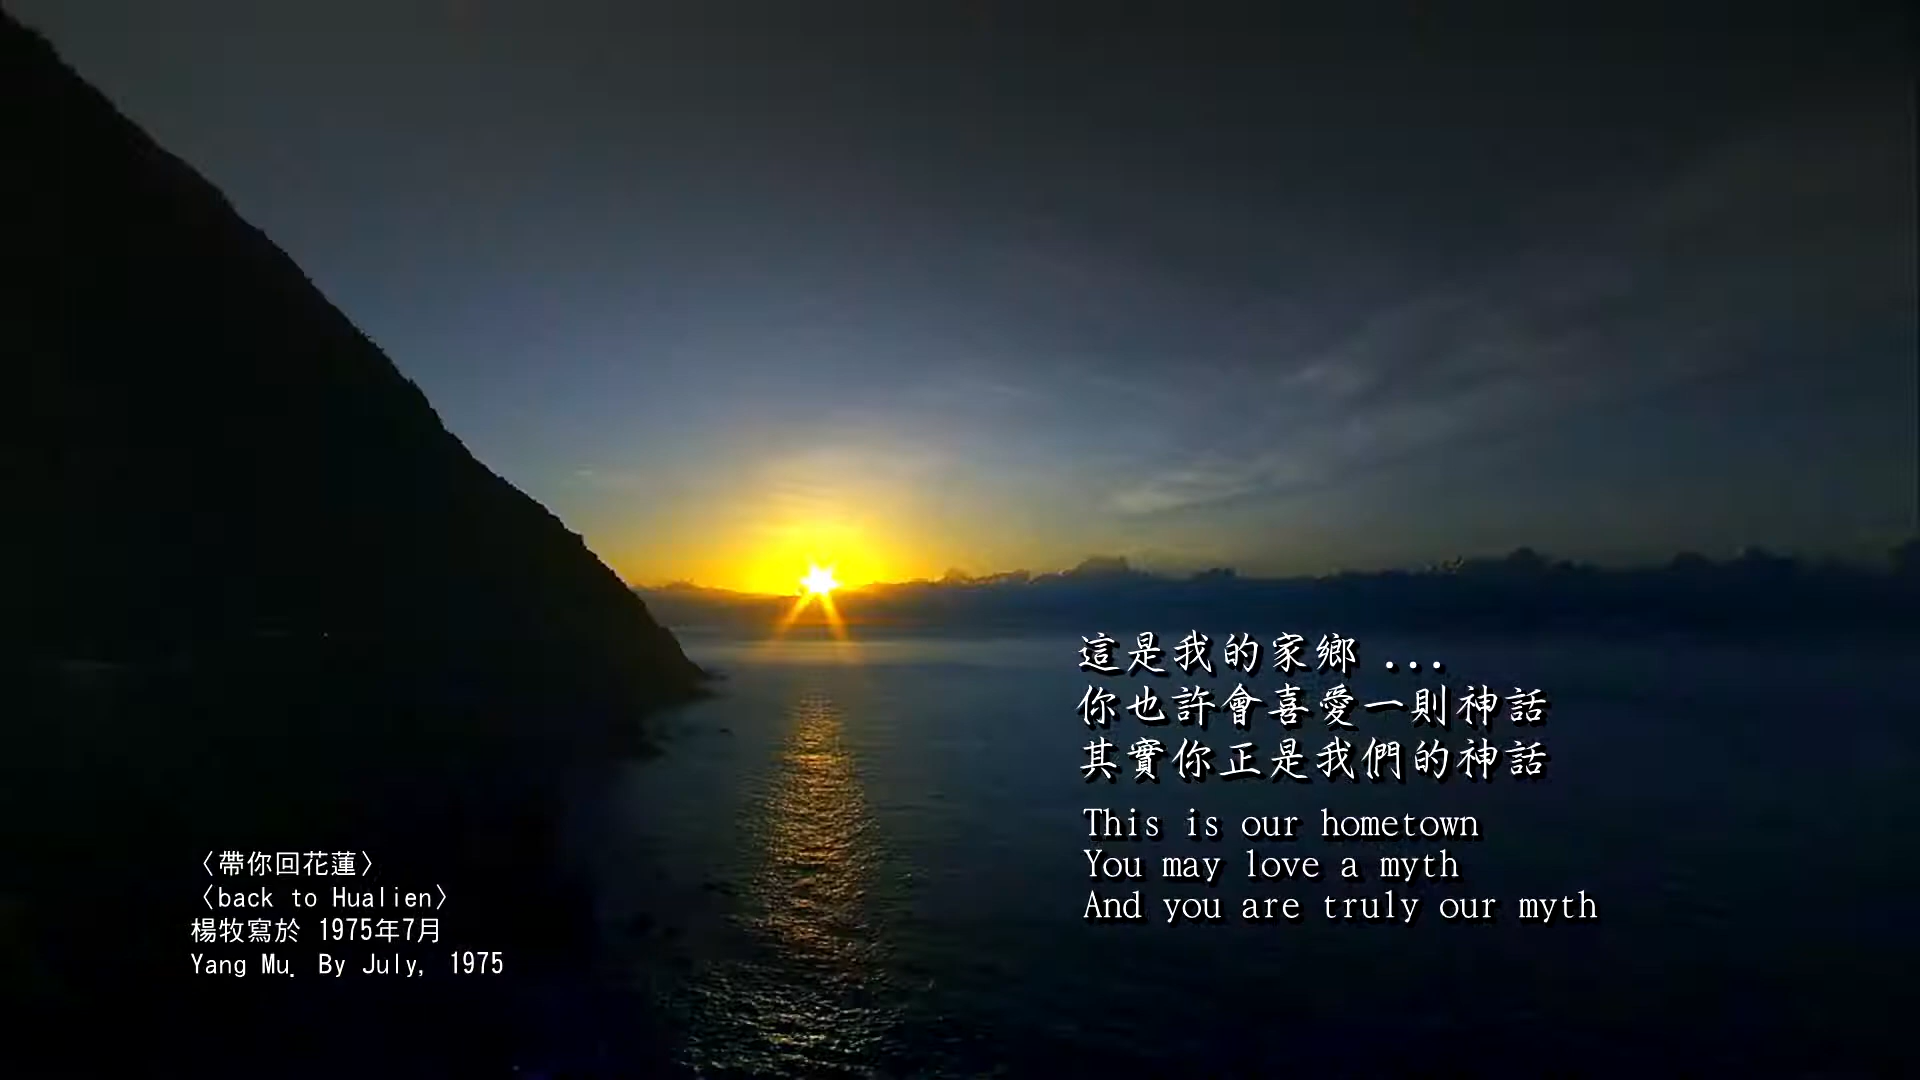 這是我的家鄉 ...
你也許會喜愛一則神話
其實你正是我們的神話
This is our hometown
You may love a myth
And you are truly our myth
〈帶你回花蓮〉
〈back to Hualien〉
楊牧寫於 1975年7月
Yang Mu. By July, 1975